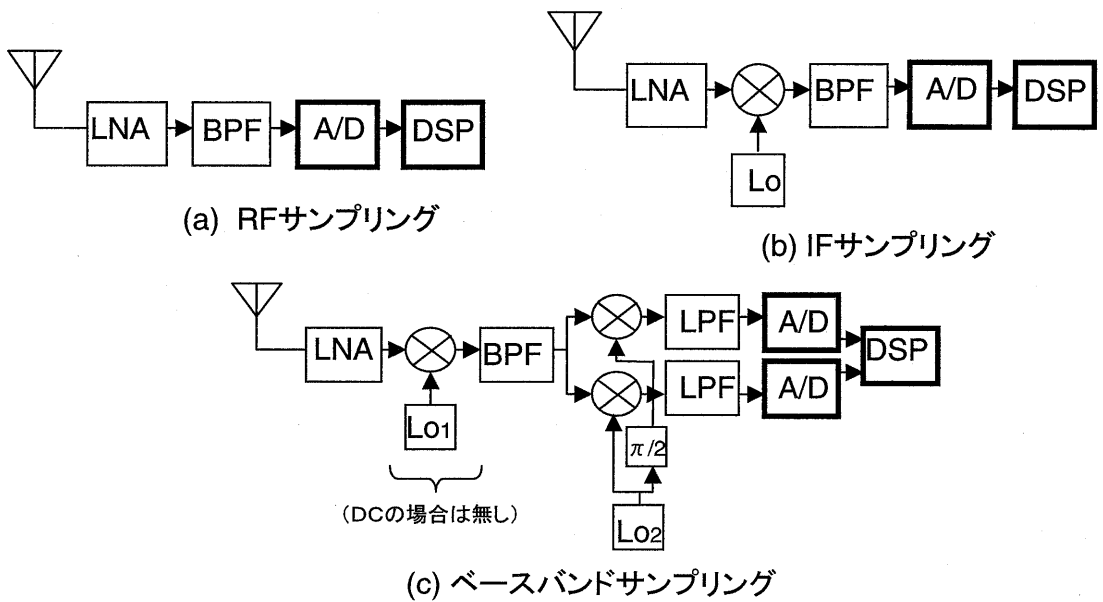 LNA
BPF
A/D
DSP
(a) RFサンプリング
LNA
BPF
A/D
DSP
Lo
(b) IFサンプリング
LNA
BPF
LPF
A/D
DSP
LPF
A/D
Lo1
π/2
(DCの場合は無し)
Lo2
(c) ベースバンドサンプリング